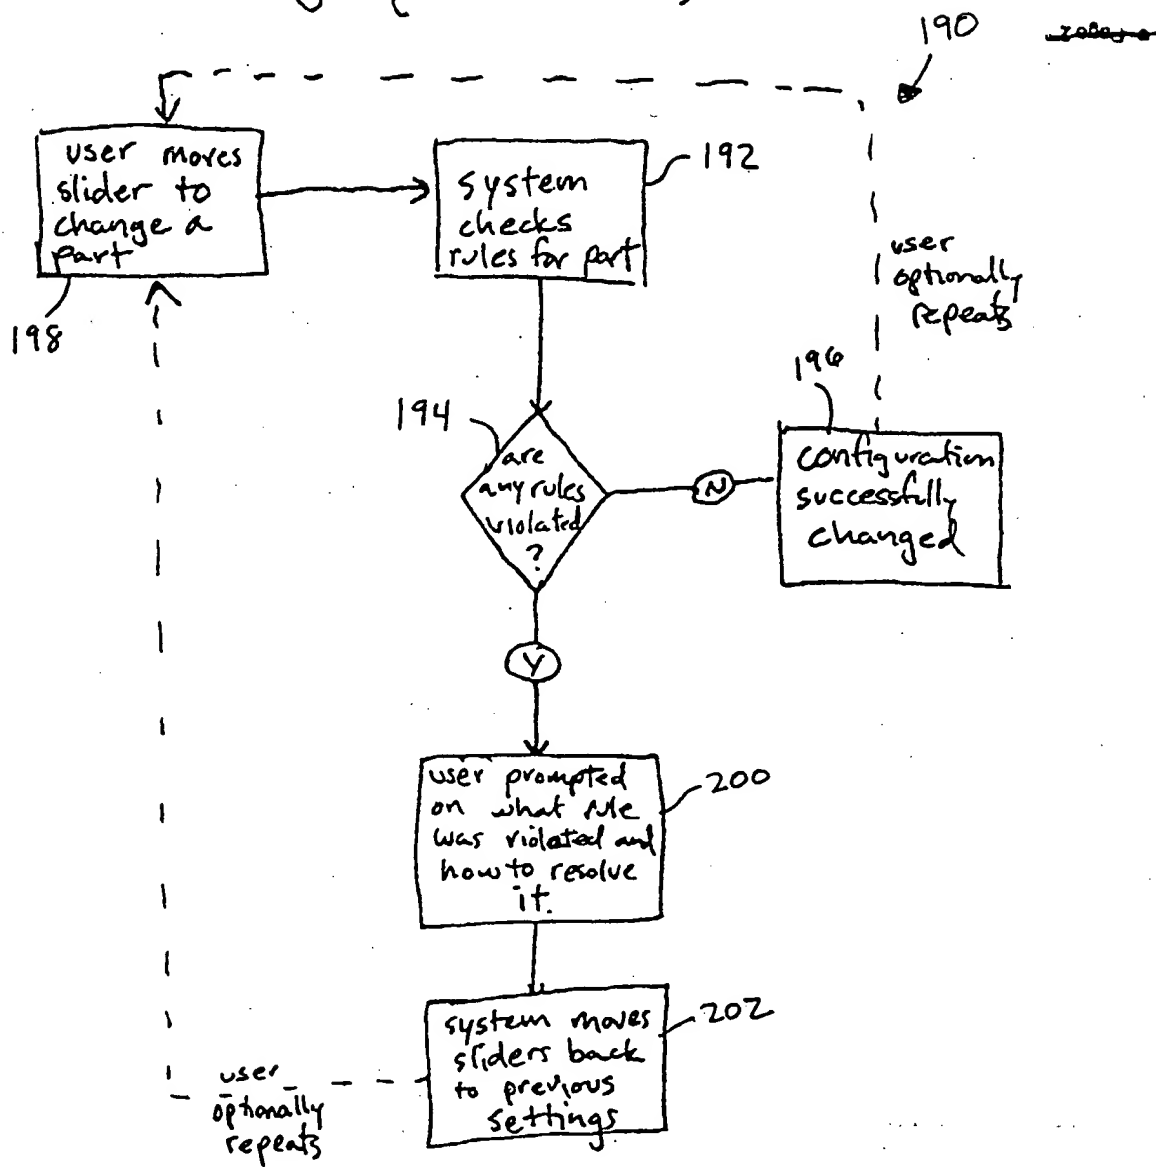 190
user moves
slider to
change a
part
198
system
checks
rules for part
192
user
optionally
repeats
194
are
any rules
violated
?
N
196
configuration
successfully
changed
Y
user prompted
on what rule
was violated and
how to resolve
it.
200
system moves
sliders back
to previous
settings
202
user
optionally
repeats